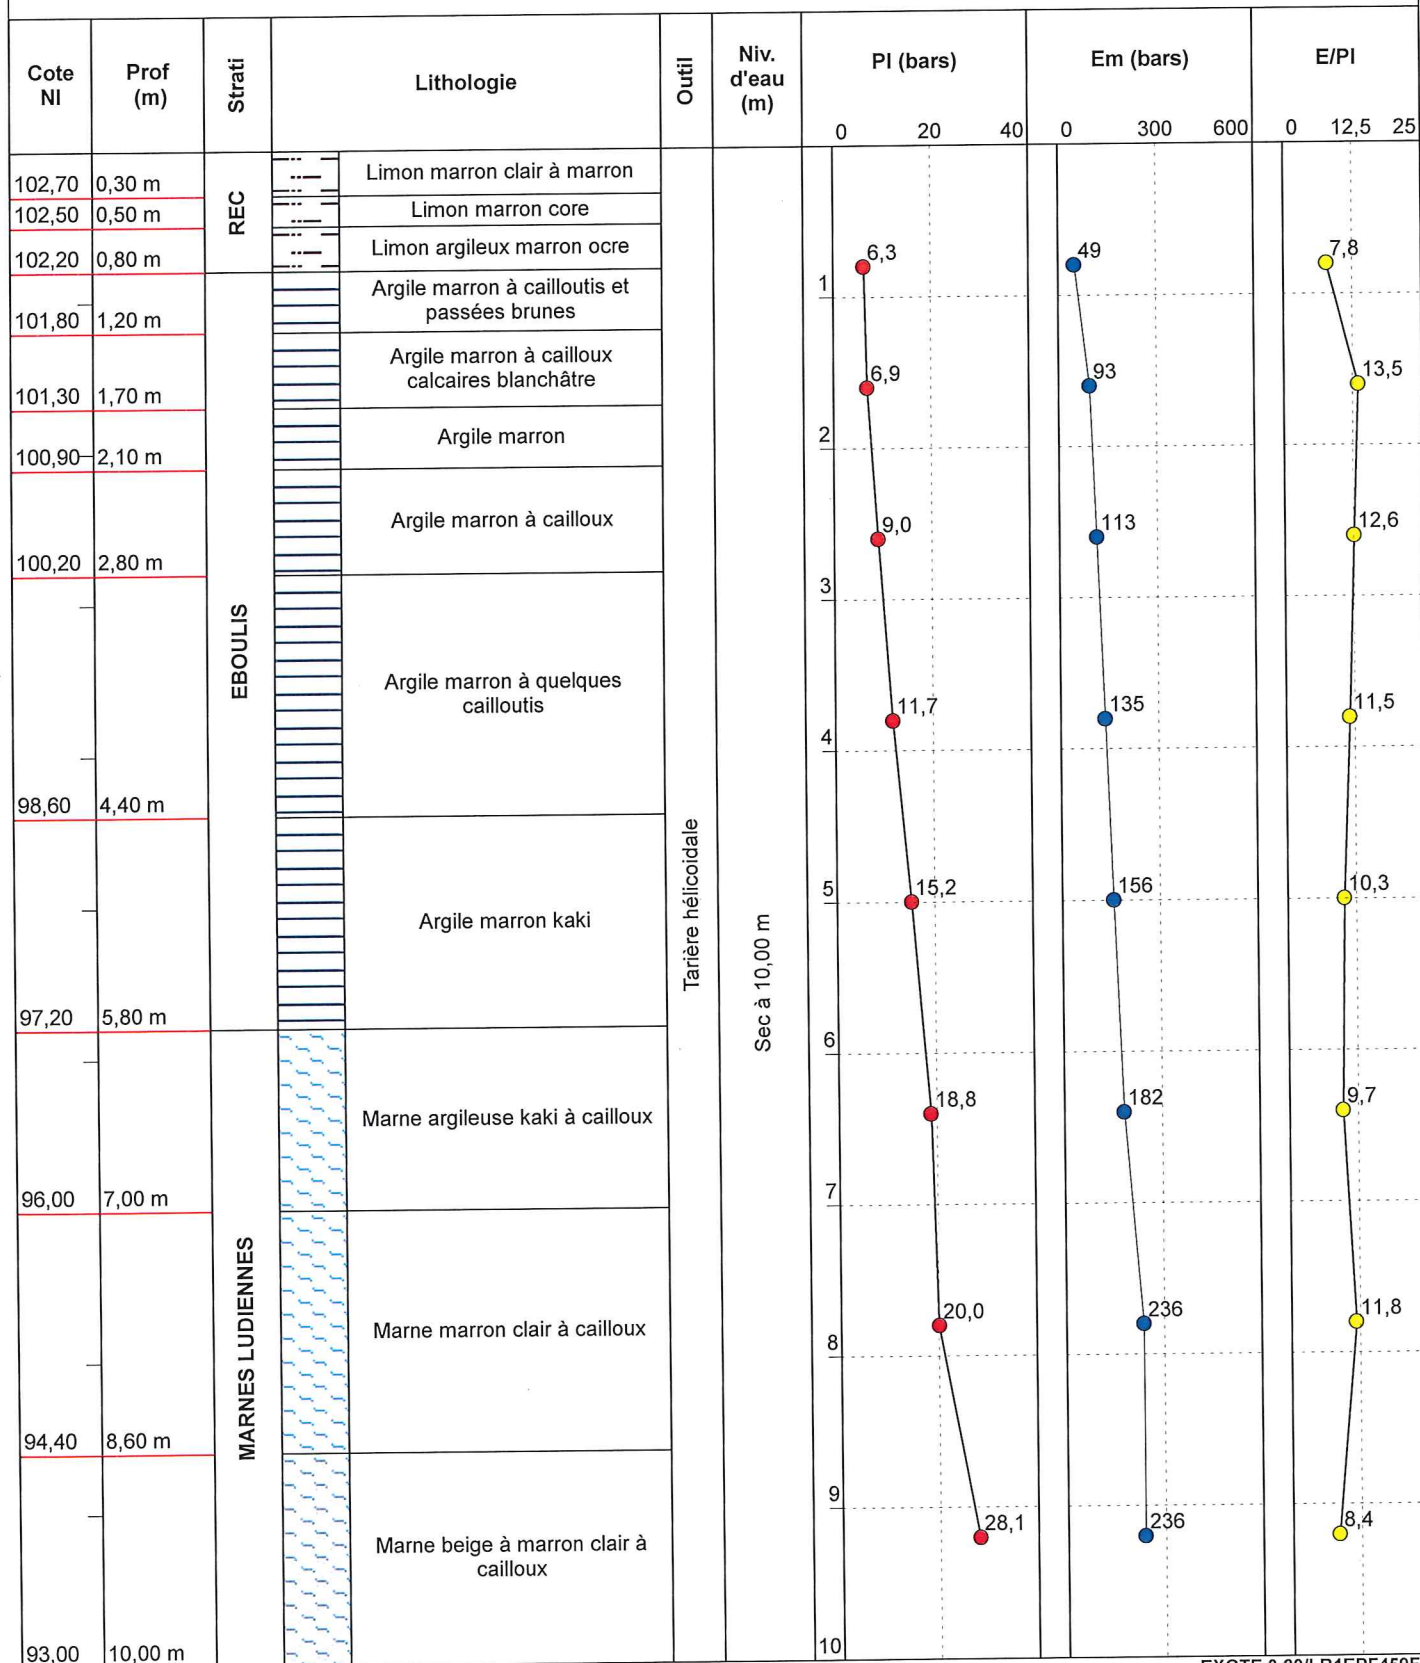 Cote
NI
Prof
(m)
Strati
Lithologie
Outil
Niv.
d'eau
(m)
Pl (bars)
0 20 40
Em (bars)
0 300 600
E/Pl
0 12,5 25
102,70 0,30 m
102,50 0,50 m
102,20 0,80 m
101,80 1,20 m
101,30 1,70 m
100,90 2,10 m
100,20 2,80 m
98,60 4,40 m
97,20 5,80 m
96,00 7,00 m
94,40 8,60 m
93,00 10,00 m
REC
EBOULIS
MARNES LUDIENNES
Limon marron clair à marron
Limon marron core
Limon argileux marron ocre
Argile marron à cailloutis et
passées brunes
Argile marron à cailloux
calcaires blanchâtre
Argile marron
Argile marron à cailloux
Argile marron à quelques
cailloutis
Argile marron kaki
Marne argileuse kaki à cailloux
Marne marron clair à cailloux
Marne beige à marron clair à
cailloux
Tarière hélicoidale
Sec à 10,00 m
1
2
3
4
5
6
7
8
9
10
6,3
6,9
9,0
11,7
15,2
18,8
20,0
28,1
49
93
113
135
156
182
236
236
7,8
13,5
12,6
11,5
10,3
9,7
11,8
8,4